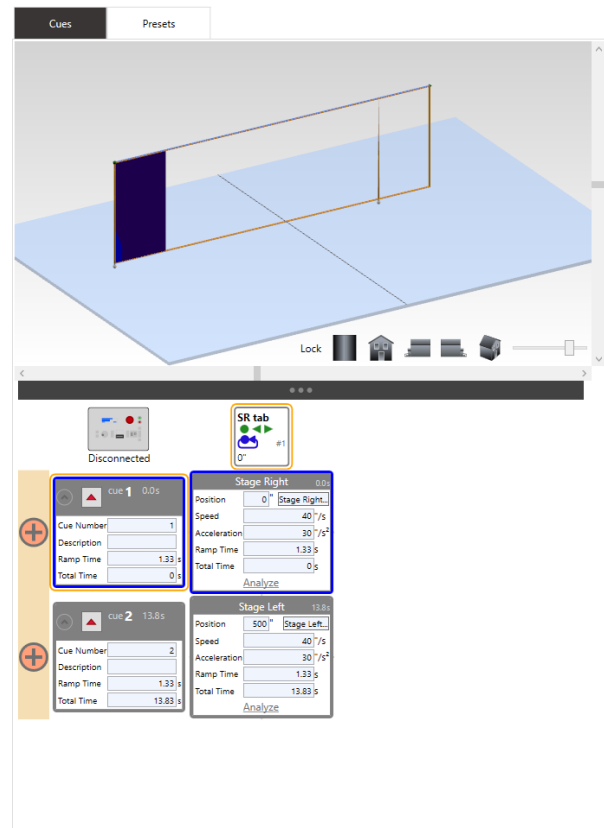 Cues Presets
Lock
Disconnected
SR tab
#1
0"
cue 1 0.0s
Cue Number 1
Description
Ramp Time 1.33 s
Total Time 0 s
Stage Right 0.0s
Position 0 " Stage Right...
Speed 40 "/s
Acceleration 30 "/s²
Ramp Time 1.33 s
Total Time 0 s
Analyze
cue 2 13.8s
Cue Number 2
Description
Ramp Time 1.33 s
Total Time 13.83 s
Stage Left 13.8s
Position 500 " Stage Left...
Speed 40 "/s
Acceleration 30 "/s²
Ramp Time 1.33 s
Total Time 13.83 s
Analyze